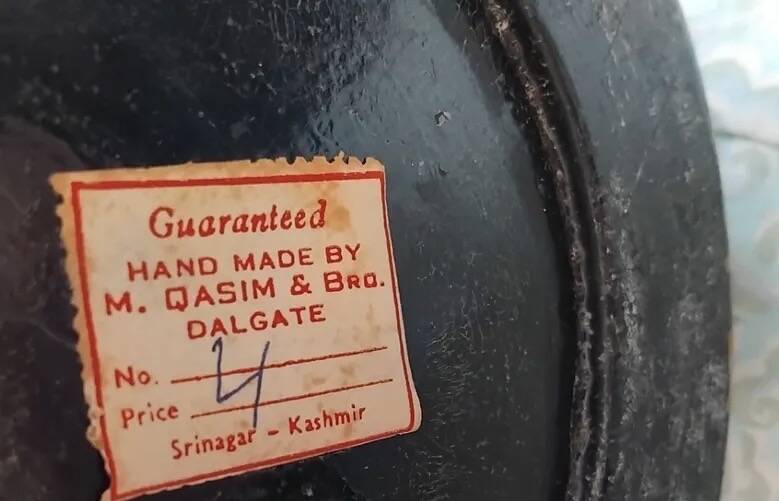 Guaranteed
HAND MADE BY
M. QASIM & BRO.
DALGATE
No. 4
Price
Srinagar - Kashmir